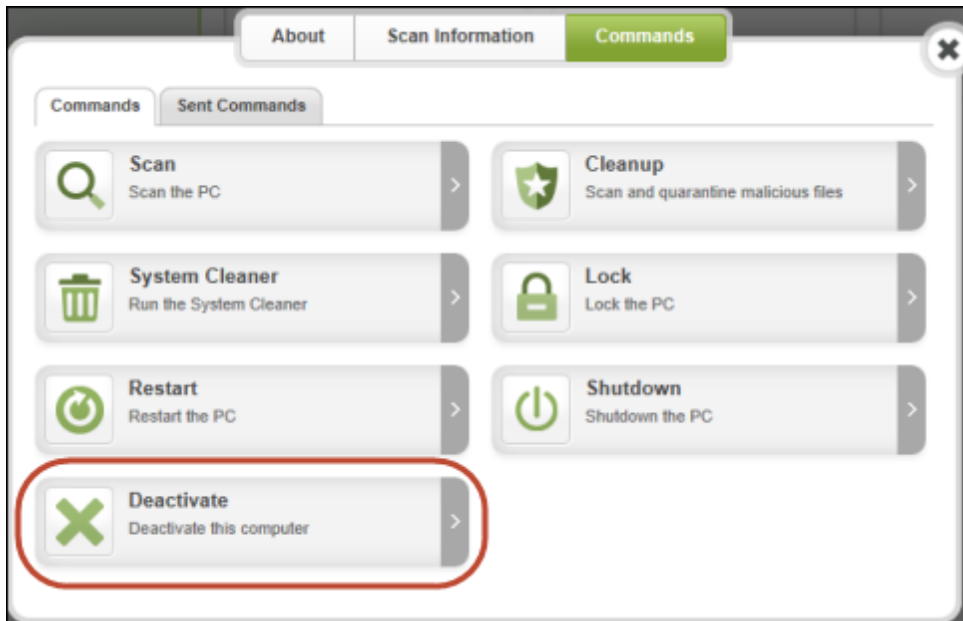 About
Scan Information
Commands
Commands
Sent Commands
Scan
Scan the PC
Cleanup
Scan and quarantine malicious files
System Cleaner
Run the System Cleaner
Lock
Lock the PC
Restart
Restart the PC
Shutdown
Shutdown the PC
Deactivate
Deactivate this computer